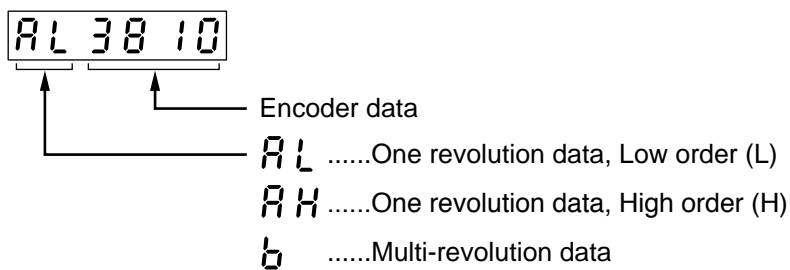 AL 3810
Encoder data
AL ......One revolution data, Low order (L)
AH ......One revolution data, High order (H)
b ......Multi-revolution data